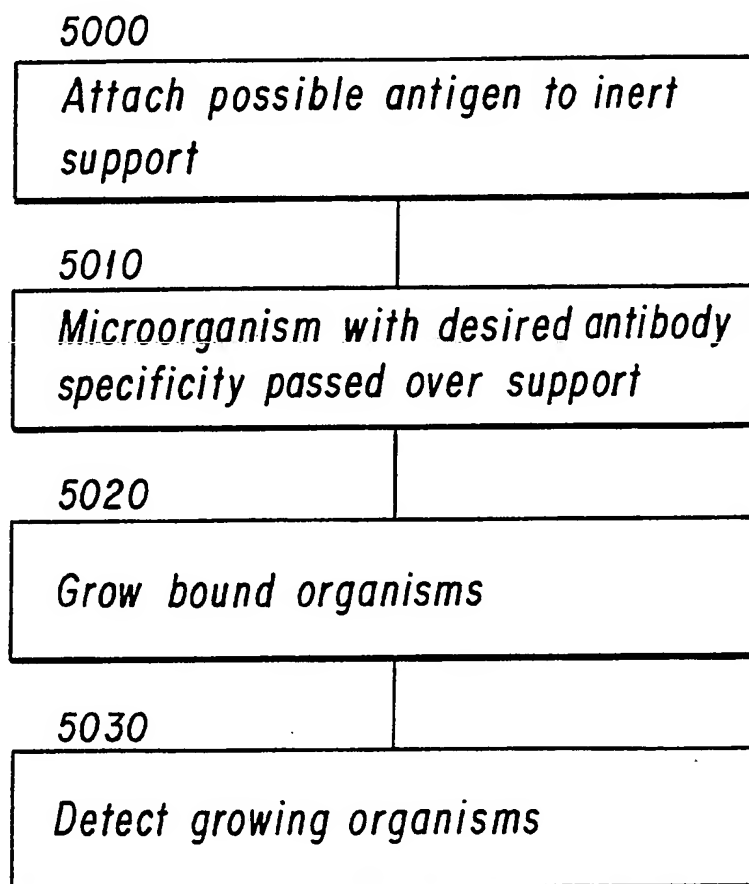 5000
Attach possible antigen to inert
support
5010
Microorganism with desired antibody
specificity passed over support
5020
Grow bound organisms
5030
Detect growing organisms